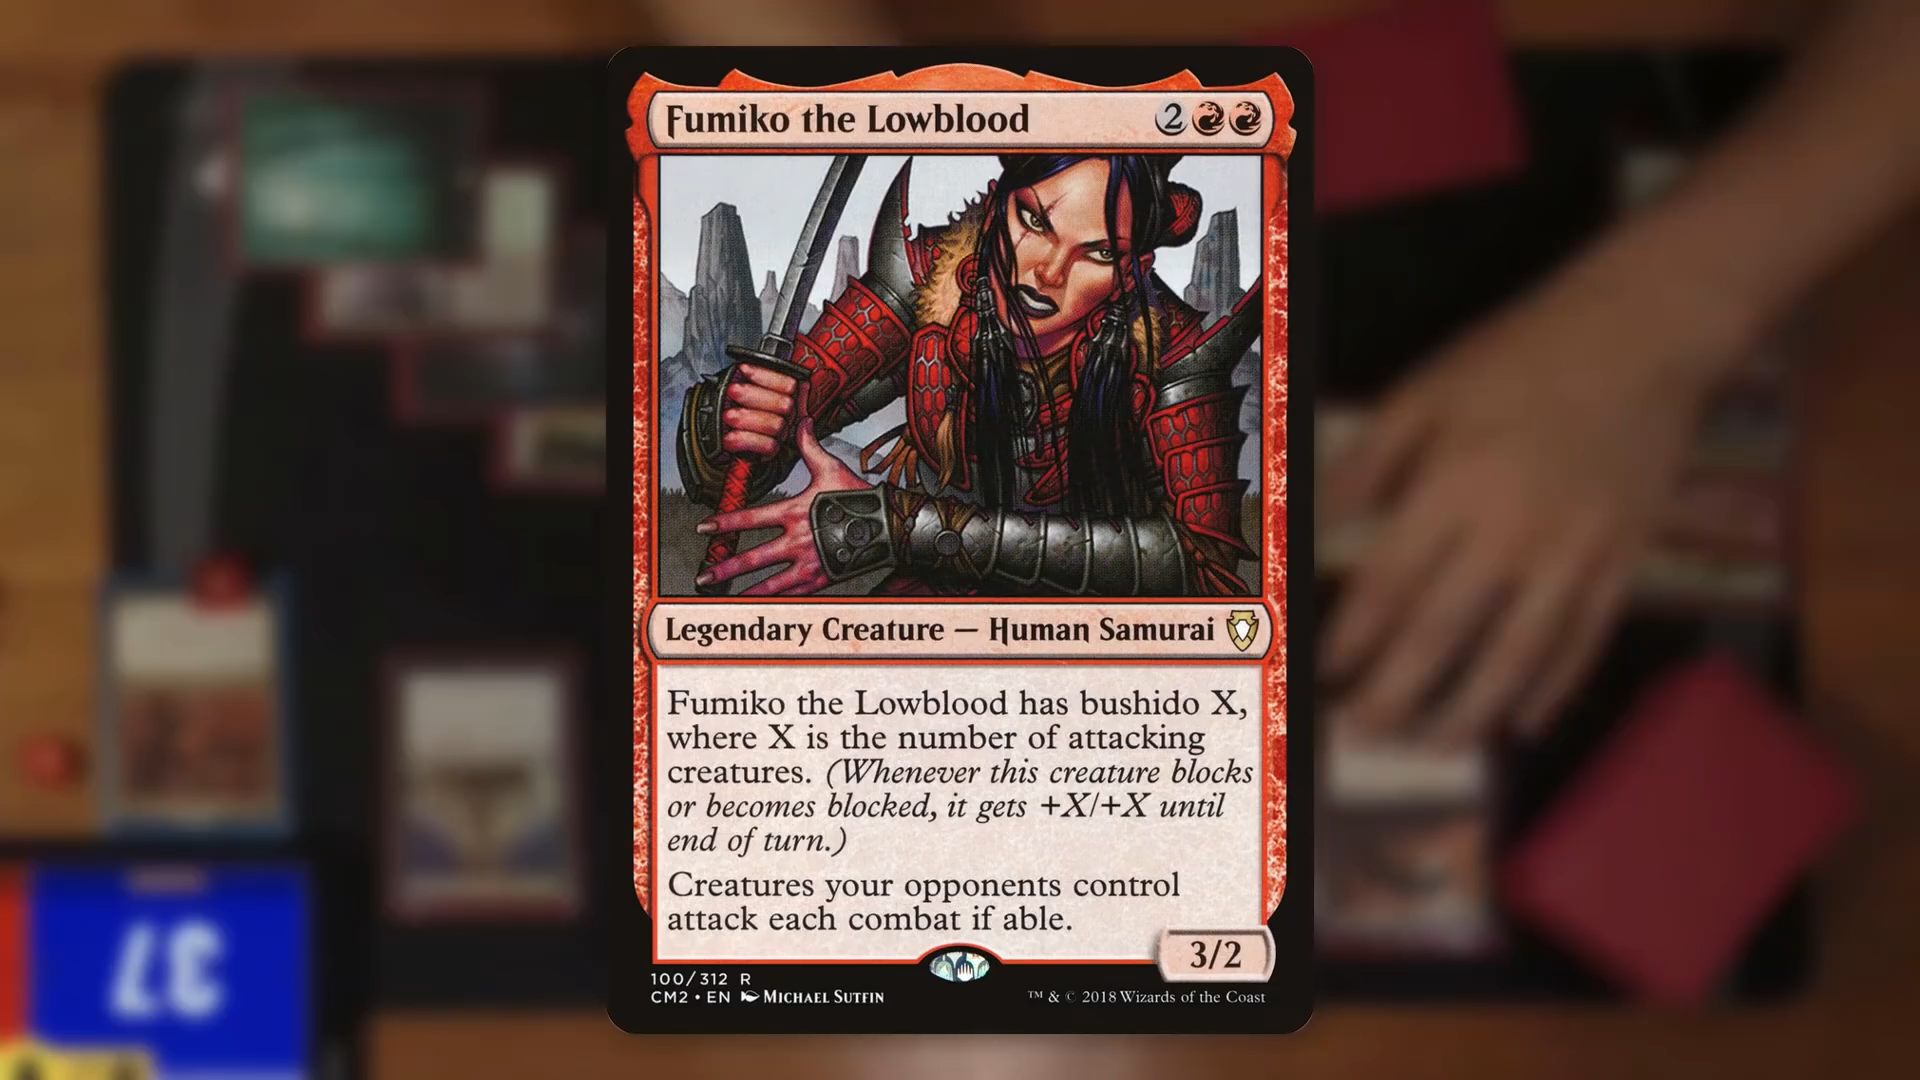 Fumiko the Lowblood 2
Legendary Creature — Human Samurai
Fumiko the Lowblood has bushido X,
where X is the number of attacking
creatures. (Whenever this creature blocks
or becomes blocked, it gets +X/+X until
end of turn.)
Creatures your opponents control
attack each combat if able.
3/2
100/312 R
CM2 • EN Michael Sutfin
™ & © 2018 Wizards of the Coast
37